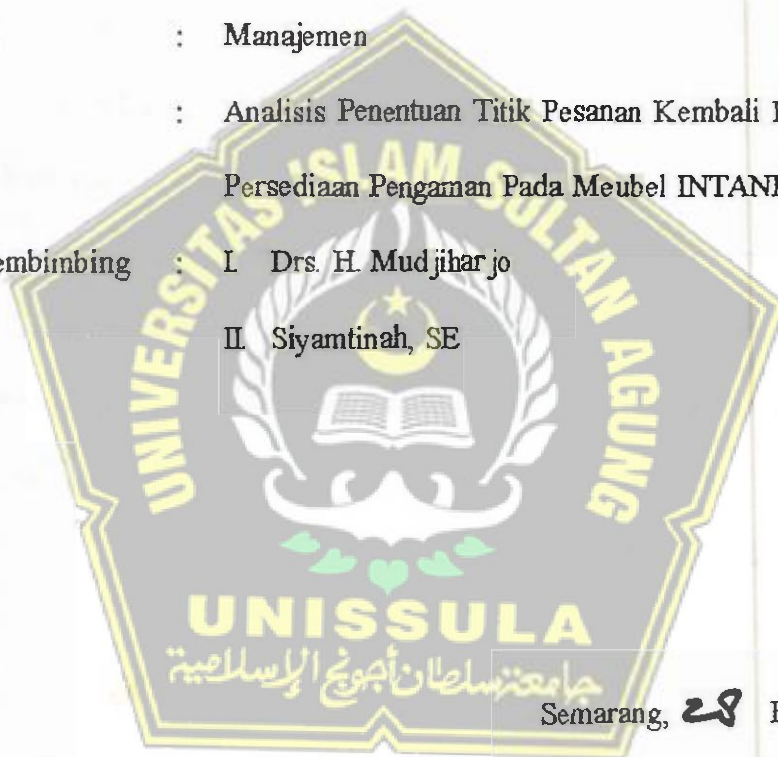 : Manajemen
: Analisis Penentuan Titik Pesanan Kembali
Persediaan Pengaman Pada Meubel INTAN
embimbing : I. Drs. H. Mudjiharjo
II. Siyamtinah, SE
UNIVERSITAS ISLAM SULTAN AGUNG
UNISSULA
جامعة سلطان أجونج الإسلامية
Semarang, 28